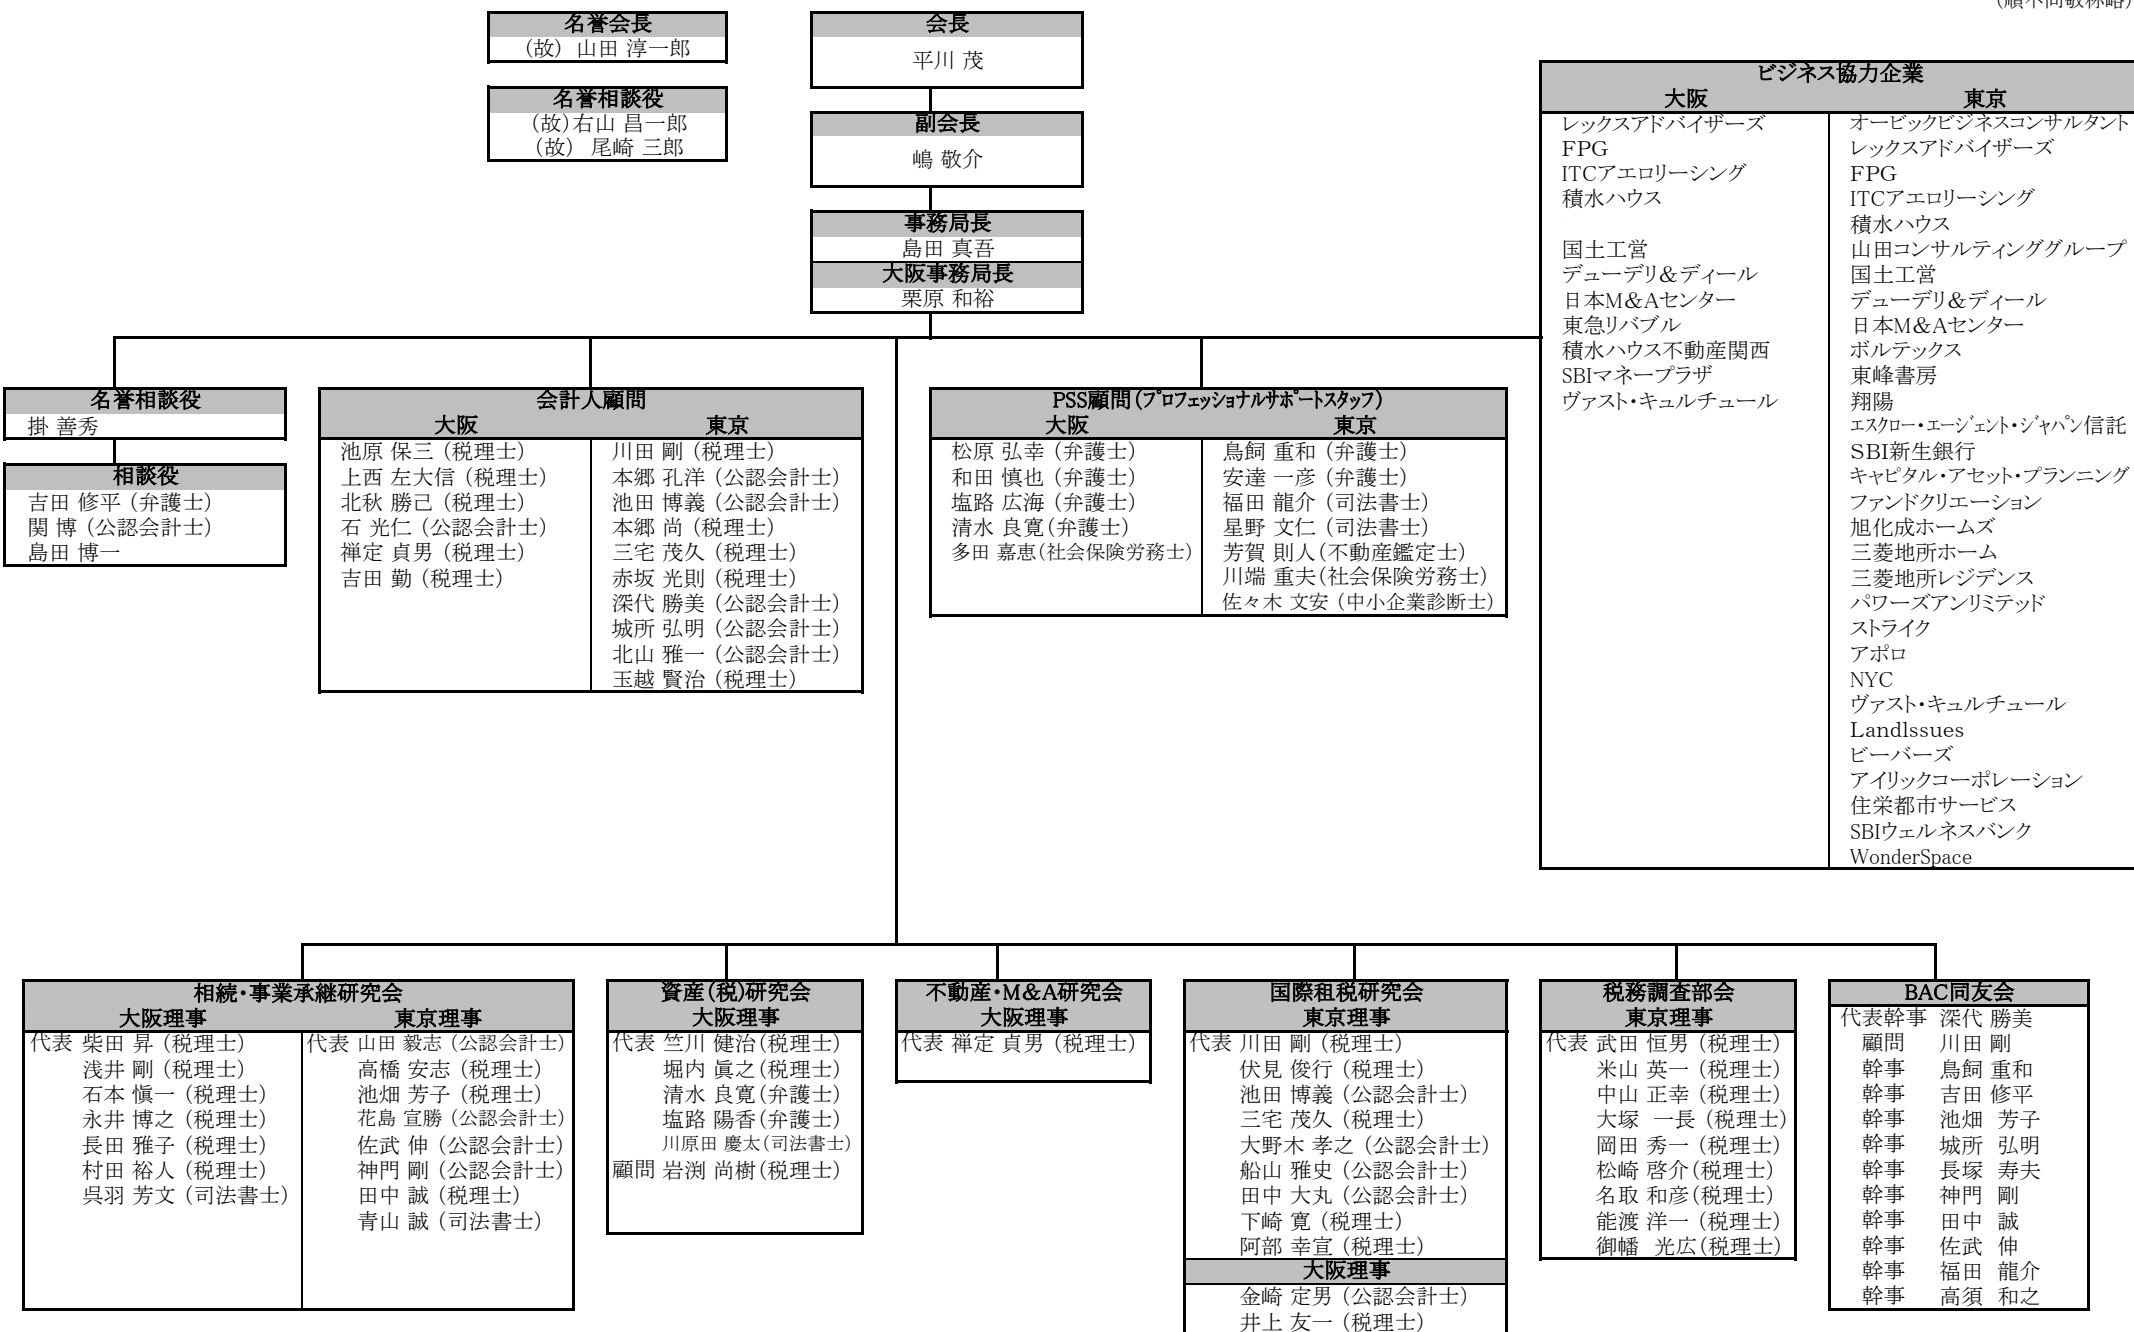 (順不同敬称略)
名誉会長
(故) 山田 淳一郎
名誉相談役
(故)右山 昌一郎
(故) 尾崎 三郎
会長
平川 茂
副会長
嶋 敬介
事務局長
島田 真吾
大阪事務局長
栗原 和裕
ビジネス協力企業
大阪
レックスアドバイザーズ
FPG
ITCアエロリーシング
積水ハウス
国土工営
デューデリ&ディール
日本M&Aセンター
東急リバブル
積水ハウス不動産関西
SBIマネープラザ
ヴァスト・キュルチュール
東京
オービックビジネスコンサルタント
レックスアドバイザーズ
FPG
ITCアエロリーシング
積水ハウス
山田コンサルティンググループ
国土工営
デューデリ&ディール
日本M&Aセンター
ボルテックス
東峰書房
翔陽
エスクロー・エージェント・ジャパン信託
SBI新生銀行
キャピタル・アセット・プランニング
ファンドクリエーション
旭化成ホームズ
三菱地所ホーム
三菱地所レジデンス
パワーズアンリミテッド
ストライク
アポロ
NYC
ヴァスト・キュルチュール
LandIssues
ビーバーズ
アイリックコーポレーション
住栄都市サービス
SBIウェルネスバンク
WonderSpace
名誉相談役
掛 善秀
相談役
吉田 修平 (弁護士)
関 博 (公認会計士)
島田 博一
会計人顧問
大阪
池原 保三 (税理士)
上西 左大信 (税理士)
北秋 勝己 (税理士)
石 光仁 (公認会計士)
禅定 貞男 (税理士)
吉田 勤 (税理士)
東京
川田 剛 (税理士)
本郷 孔洋 (公認会計士)
池田 博義 (公認会計士)
本郷 尚 (税理士)
三宅 茂久 (税理士)
赤坂 光則 (税理士)
深代 勝美 (公認会計士)
城所 弘明 (公認会計士)
北山 雅一 (公認会計士)
玉越 賢治 (税理士)
PSS顧問(プロフェッショナルサポートスタッフ)
大阪
松原 弘幸 (弁護士)
和田 慎也 (弁護士)
塩路 広海 (弁護士)
清水 良寛(弁護士)
多田 嘉恵(社会保険労務士)
東京
鳥飼 重和 (弁護士)
安達 一彦 (弁護士)
福田 龍介 (司法書士)
星野 文仁 (司法書士)
芳賀 則人(不動産鑑定士)
川端 重夫(社会保険労務士)
佐々木 文安 (中小企業診断士)
相続・事業承継研究会
大阪理事
代表 柴田 昇 (税理士)
浅井 剛 (税理士)
石本 愼一 (税理士)
永井 博之 (税理士)
長田 雅子 (税理士)
村田 裕人 (税理士)
呉羽 芳文 (司法書士)
東京理事
代表 山田 毅志 (公認会計士)
高橋 安志 (税理士)
池畑 芳子 (税理士)
花島 宣勝 (公認会計士)
佐武 伸 (公認会計士)
神門 剛 (公認会計士)
田中 誠 (税理士)
青山 誠 (司法書士)
資産(税)研究会
大阪理事
代表 竺川 健治(税理士)
堀内 眞之(税理士)
清水 良寛(弁護士)
塩路 陽香(弁護士)
川原田 慶太(司法書士)
顧問 岩渕 尚樹(税理士)
不動産・M&A研究会
大阪理事
代表 禅定 貞男 (税理士)
国際租税研究会
東京理事
代表 川田 剛 (税理士)
伏見 俊行 (税理士)
池田 博義 (公認会計士)
三宅 茂久 (税理士)
大野木 孝之 (公認会計士)
船山 雅史 (公認会計士)
田中 大丸 (公認会計士)
下崎 寛 (税理士)
阿部 幸宣 (税理士)
大阪理事
金崎 定男 (公認会計士)
井上 友一 (税理士)
税務調査部会
東京理事
代表 武田 恒男 (税理士)
米山 英一 (税理士)
中山 正幸 (税理士)
大塚 一長 (税理士)
岡田 秀一 (税理士)
松崎 啓介(税理士)
名取 和彦(税理士)
能渡 洋一 (税理士)
御幡 光広(税理士)
BAC同友会
代表幹事 深代 勝美
顧問 川田 剛
幹事 鳥飼 重和
幹事 吉田 修平
幹事 池畑 芳子
幹事 城所 弘明
幹事 長塚 寿夫
幹事 神門 剛
幹事 田中 誠
幹事 佐武 伸
幹事 福田 龍介
幹事 高須 和之